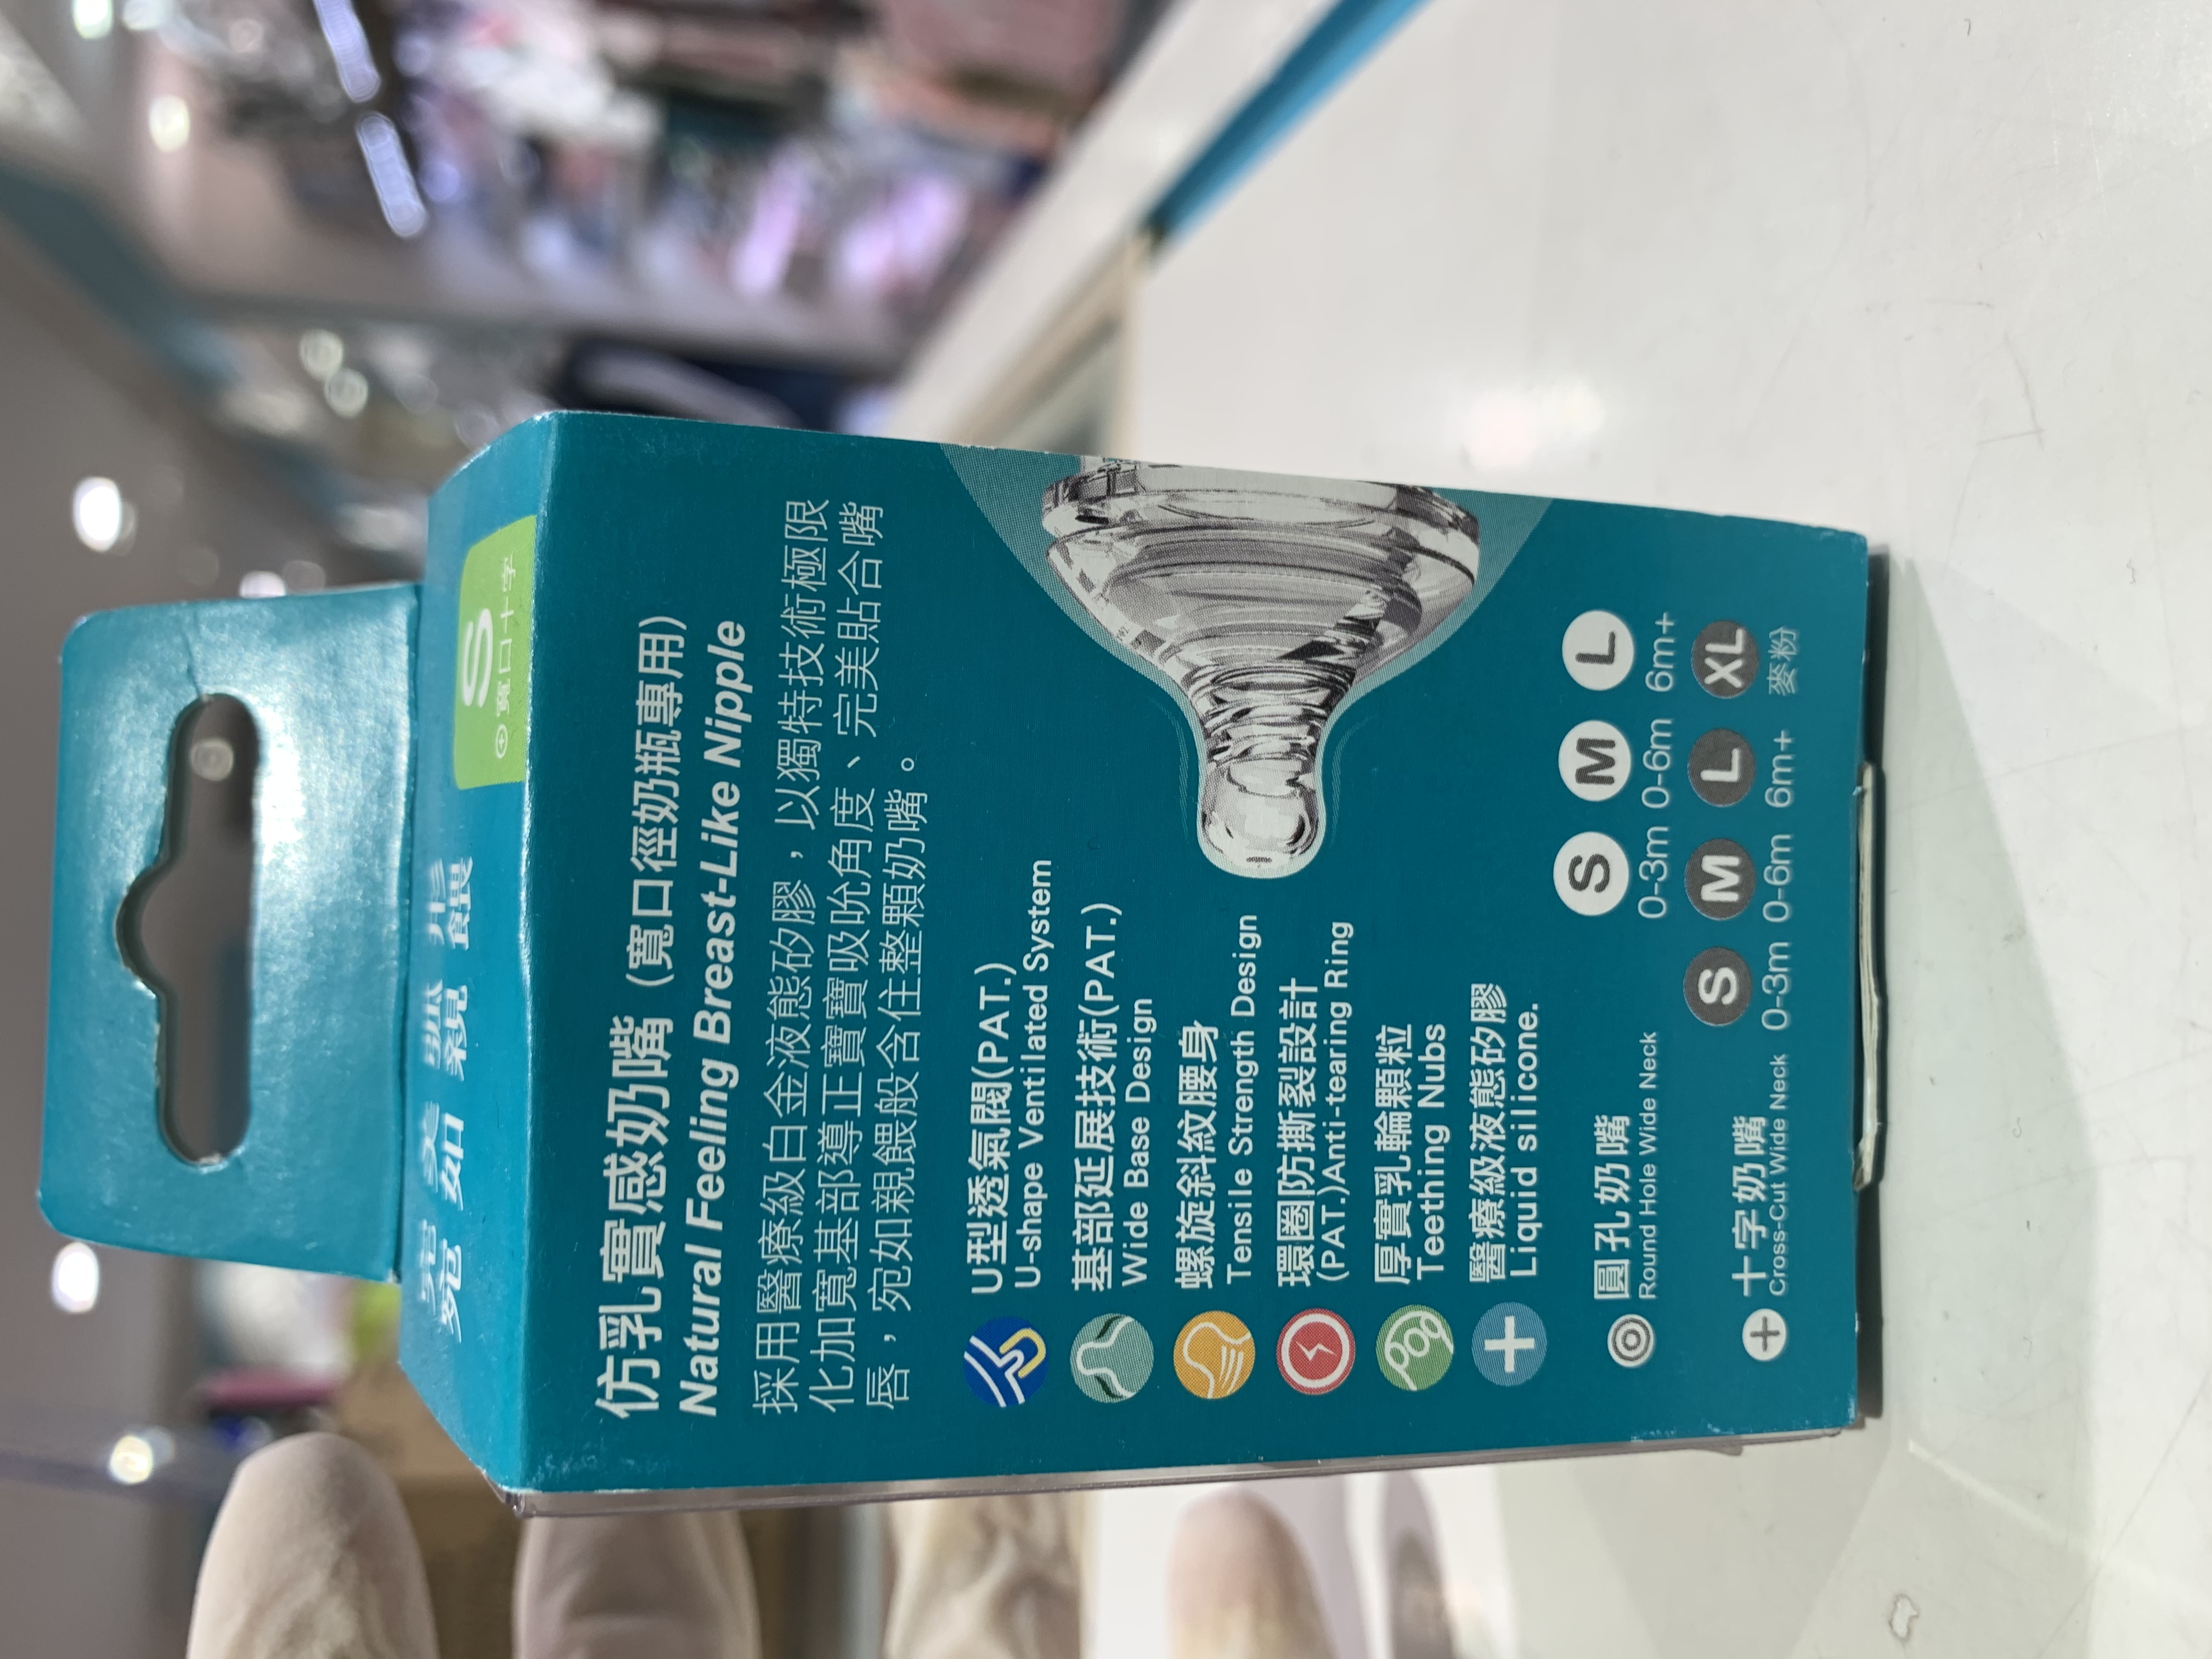 宛如親餵
S
寬口十字
仿乳實感奶嘴（寬口徑奶瓶專用）
Natural Feeling Breast-Like Nipple
採用醫療級白金液態矽膠，以獨特技術極限
化加寬基部導正寶寶吸吮角度、完美貼合嘴
唇，宛如親餵般含住整顆奶嘴。
U型透氣閥(PAT.)
U-shape Ventilated System
基部延展技術(PAT.)
Wide Base Design
螺旋斜紋腰身
Tensile Strength Design
環圈防撕裂設計
(PAT.)Anti-tearing Ring
厚實乳輪顆粒
Teething Nubs
醫療級液態矽膠
Liquid silicone.
圓孔奶嘴
Round Hole Wide Neck
S M L
0-3m 0-6m 6m+
十字奶嘴
Cross-Cut Wide Neck
S M L XL
0-3m 0-6m 6m+ 麥粉